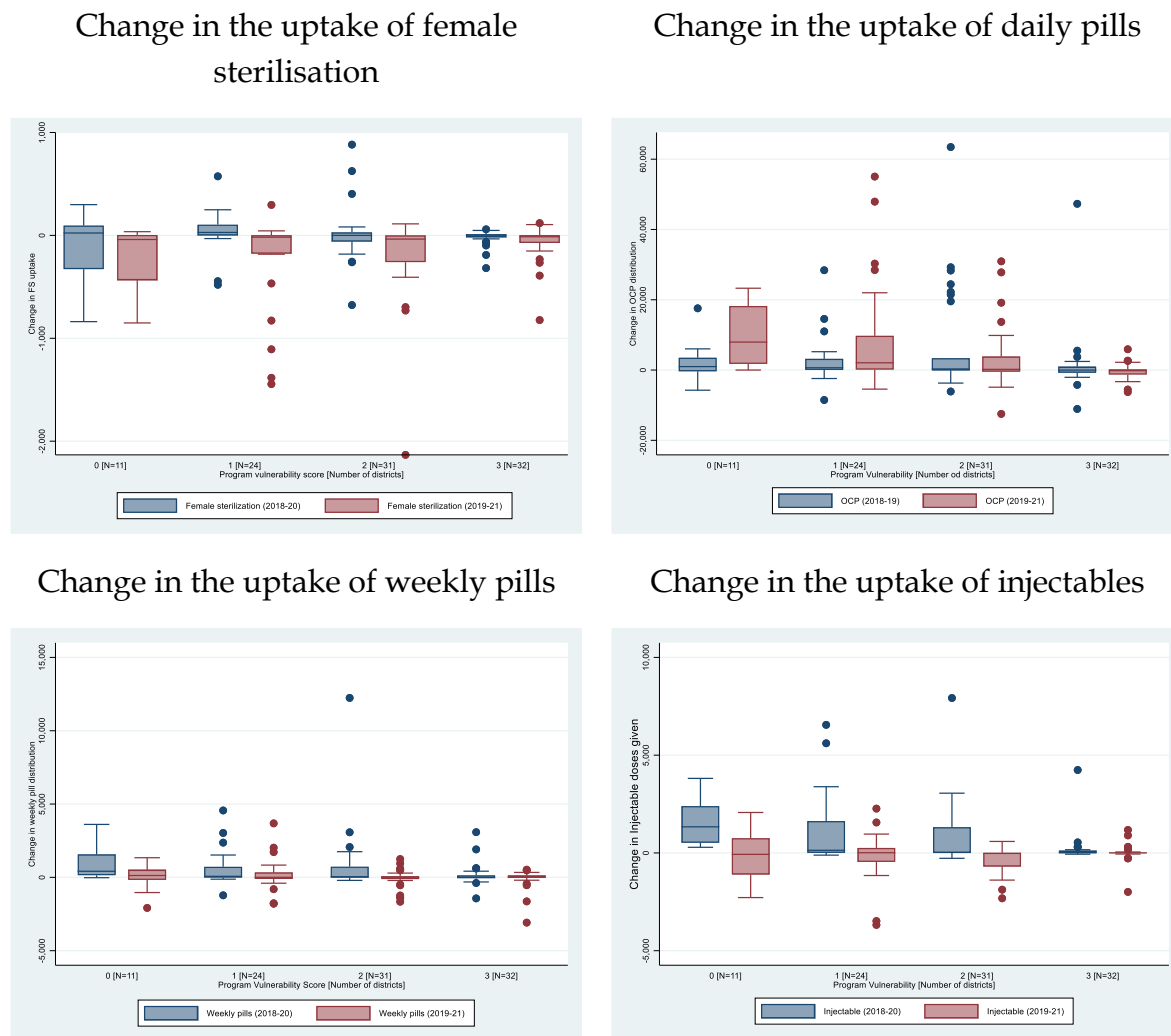 Change in the uptake of female
sterilisation
Change in FS uptake
1,000
0
-1,000
-2,000
0 [N=11]
1 [N=24]
2 [N=31]
3 [N=32]
Program vulnerability score [Number of districts]
Female sterilization (2018-20)
Female sterilization (2019-21)
Change in the uptake of daily pills
Change in OCP distribution
60,000
40,000
20,000
0
-20,000
0 [N=11]
1 [N=24]
2 [N=31]
3 [N=32]
Program Vulnerability [Number od districts]
OCP (2018-19)
OCP (2019-21)
Change in the uptake of weekly pills
Change in weekly pill distribution
15,000
10,000
5,000
0
-5,000
0 [N=11]
1 [N=24]
2 [N=31]
3 [N=32]
Program Vulnerability Score [Number of districts]
Weekly pills (2018-20)
Weekly pills (2019-21)
Change in the uptake of injectables
Change in Injectable doses given
10,000
5,000
0
-5,000
0 [N=11]
1 [N=24]
2 [N=31]
3 [N=32]
Program Vulnerability [Number of districts]
Injectable (2018-20)
Injectable (2019-21)